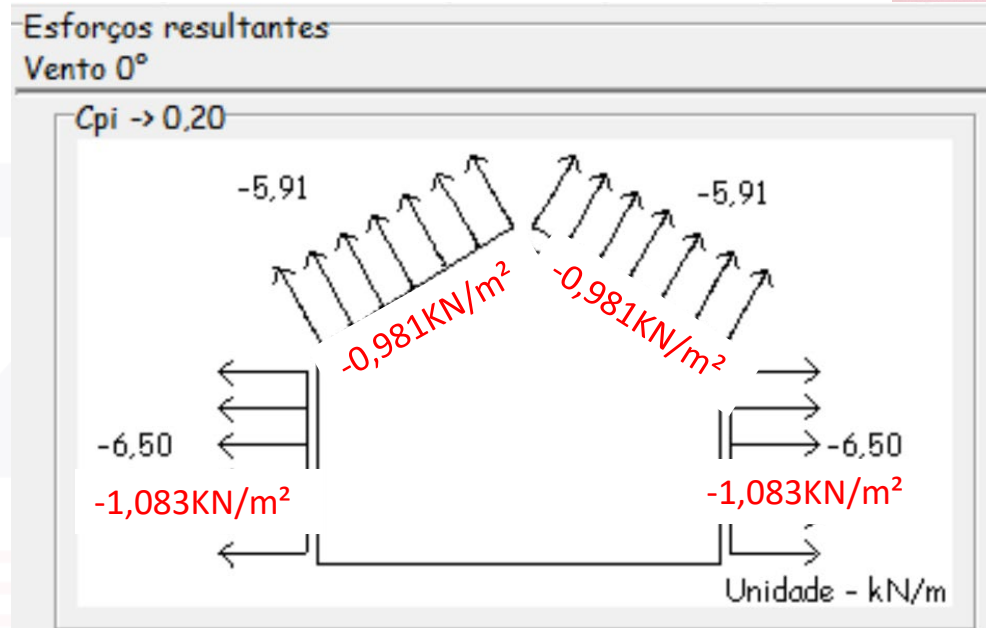 Esforços resultantes
Vento 0°
Cpi -> 0,20
-5,91
-5,91
-0,981KN/m²
-0,981KN/m²
-6,50
-6,50
-1,083KN/m²
-1,083KN/m²
Unidade - kN/m